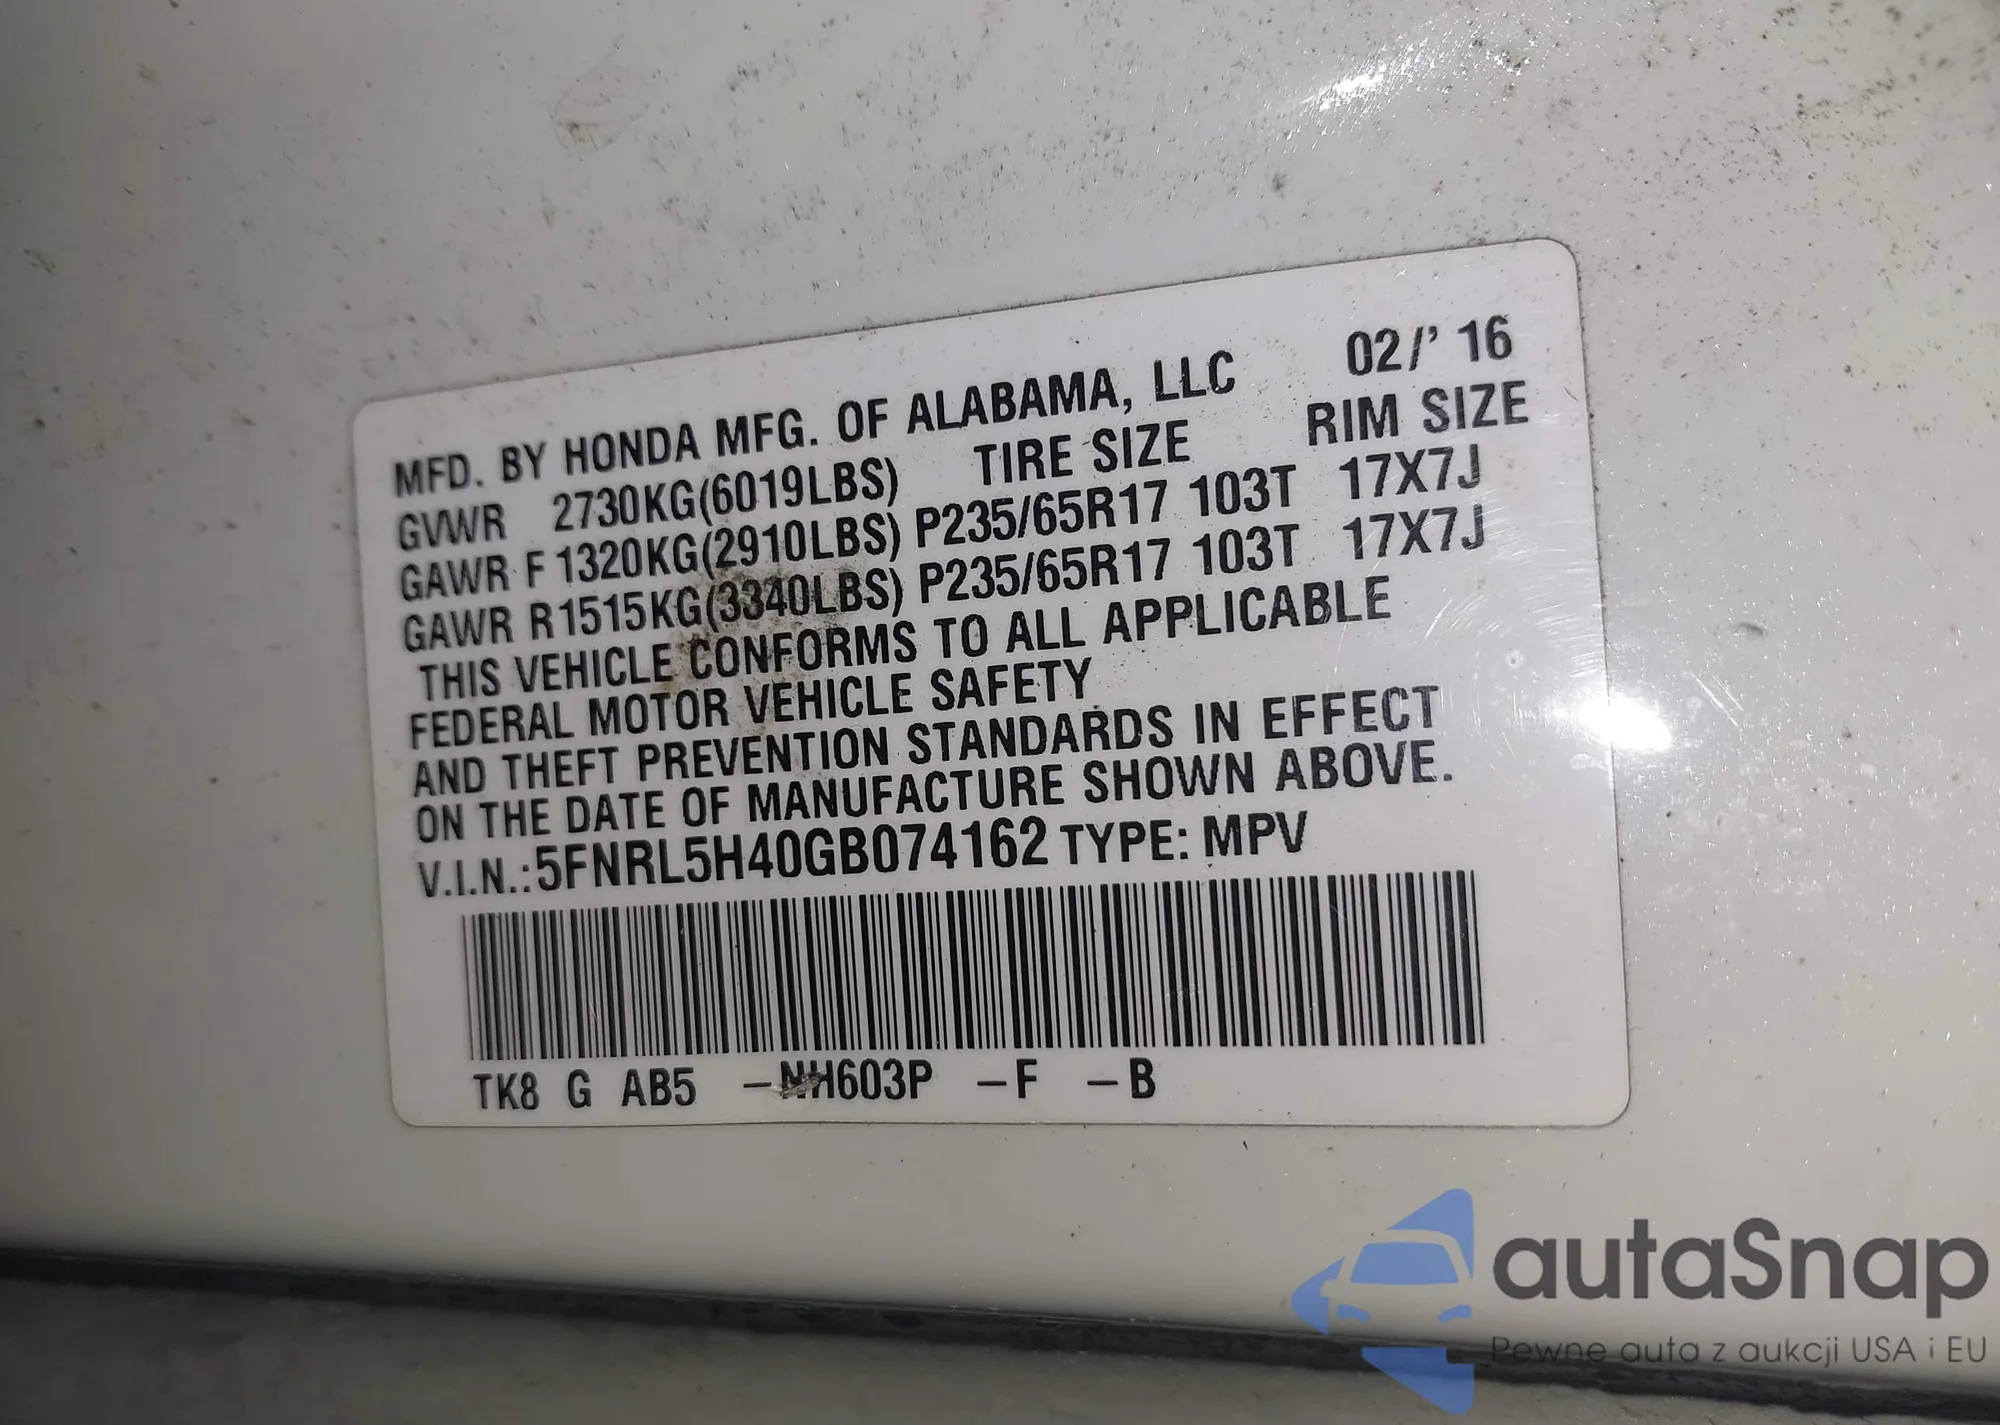 MFD. BY HONDA MFG. OF ALABAMA, LLC 02/' 16
GVWR 2730KG(6019LBS) TIRE SIZE RIM SIZE
GAWR F 1320KG(2910LBS) P235/65R17 103T 17X7J
GAWR R1515KG(3340LBS) P235/65R17 103T 17X7J
THIS VEHICLE CONFORMS TO ALL APPLICABLE
FEDERAL MOTOR VEHICLE SAFETY
AND THEFT PREVENTION STANDARDS IN EFFECT
ON THE DATE OF MANUFACTURE SHOWN ABOVE.
V.I.N.:5FNRL5H40GB074162 TYPE: MPV
TK8 G AB5 –NH603P –F –B
autaSnap
Pewne auta z aukcji USA i EU